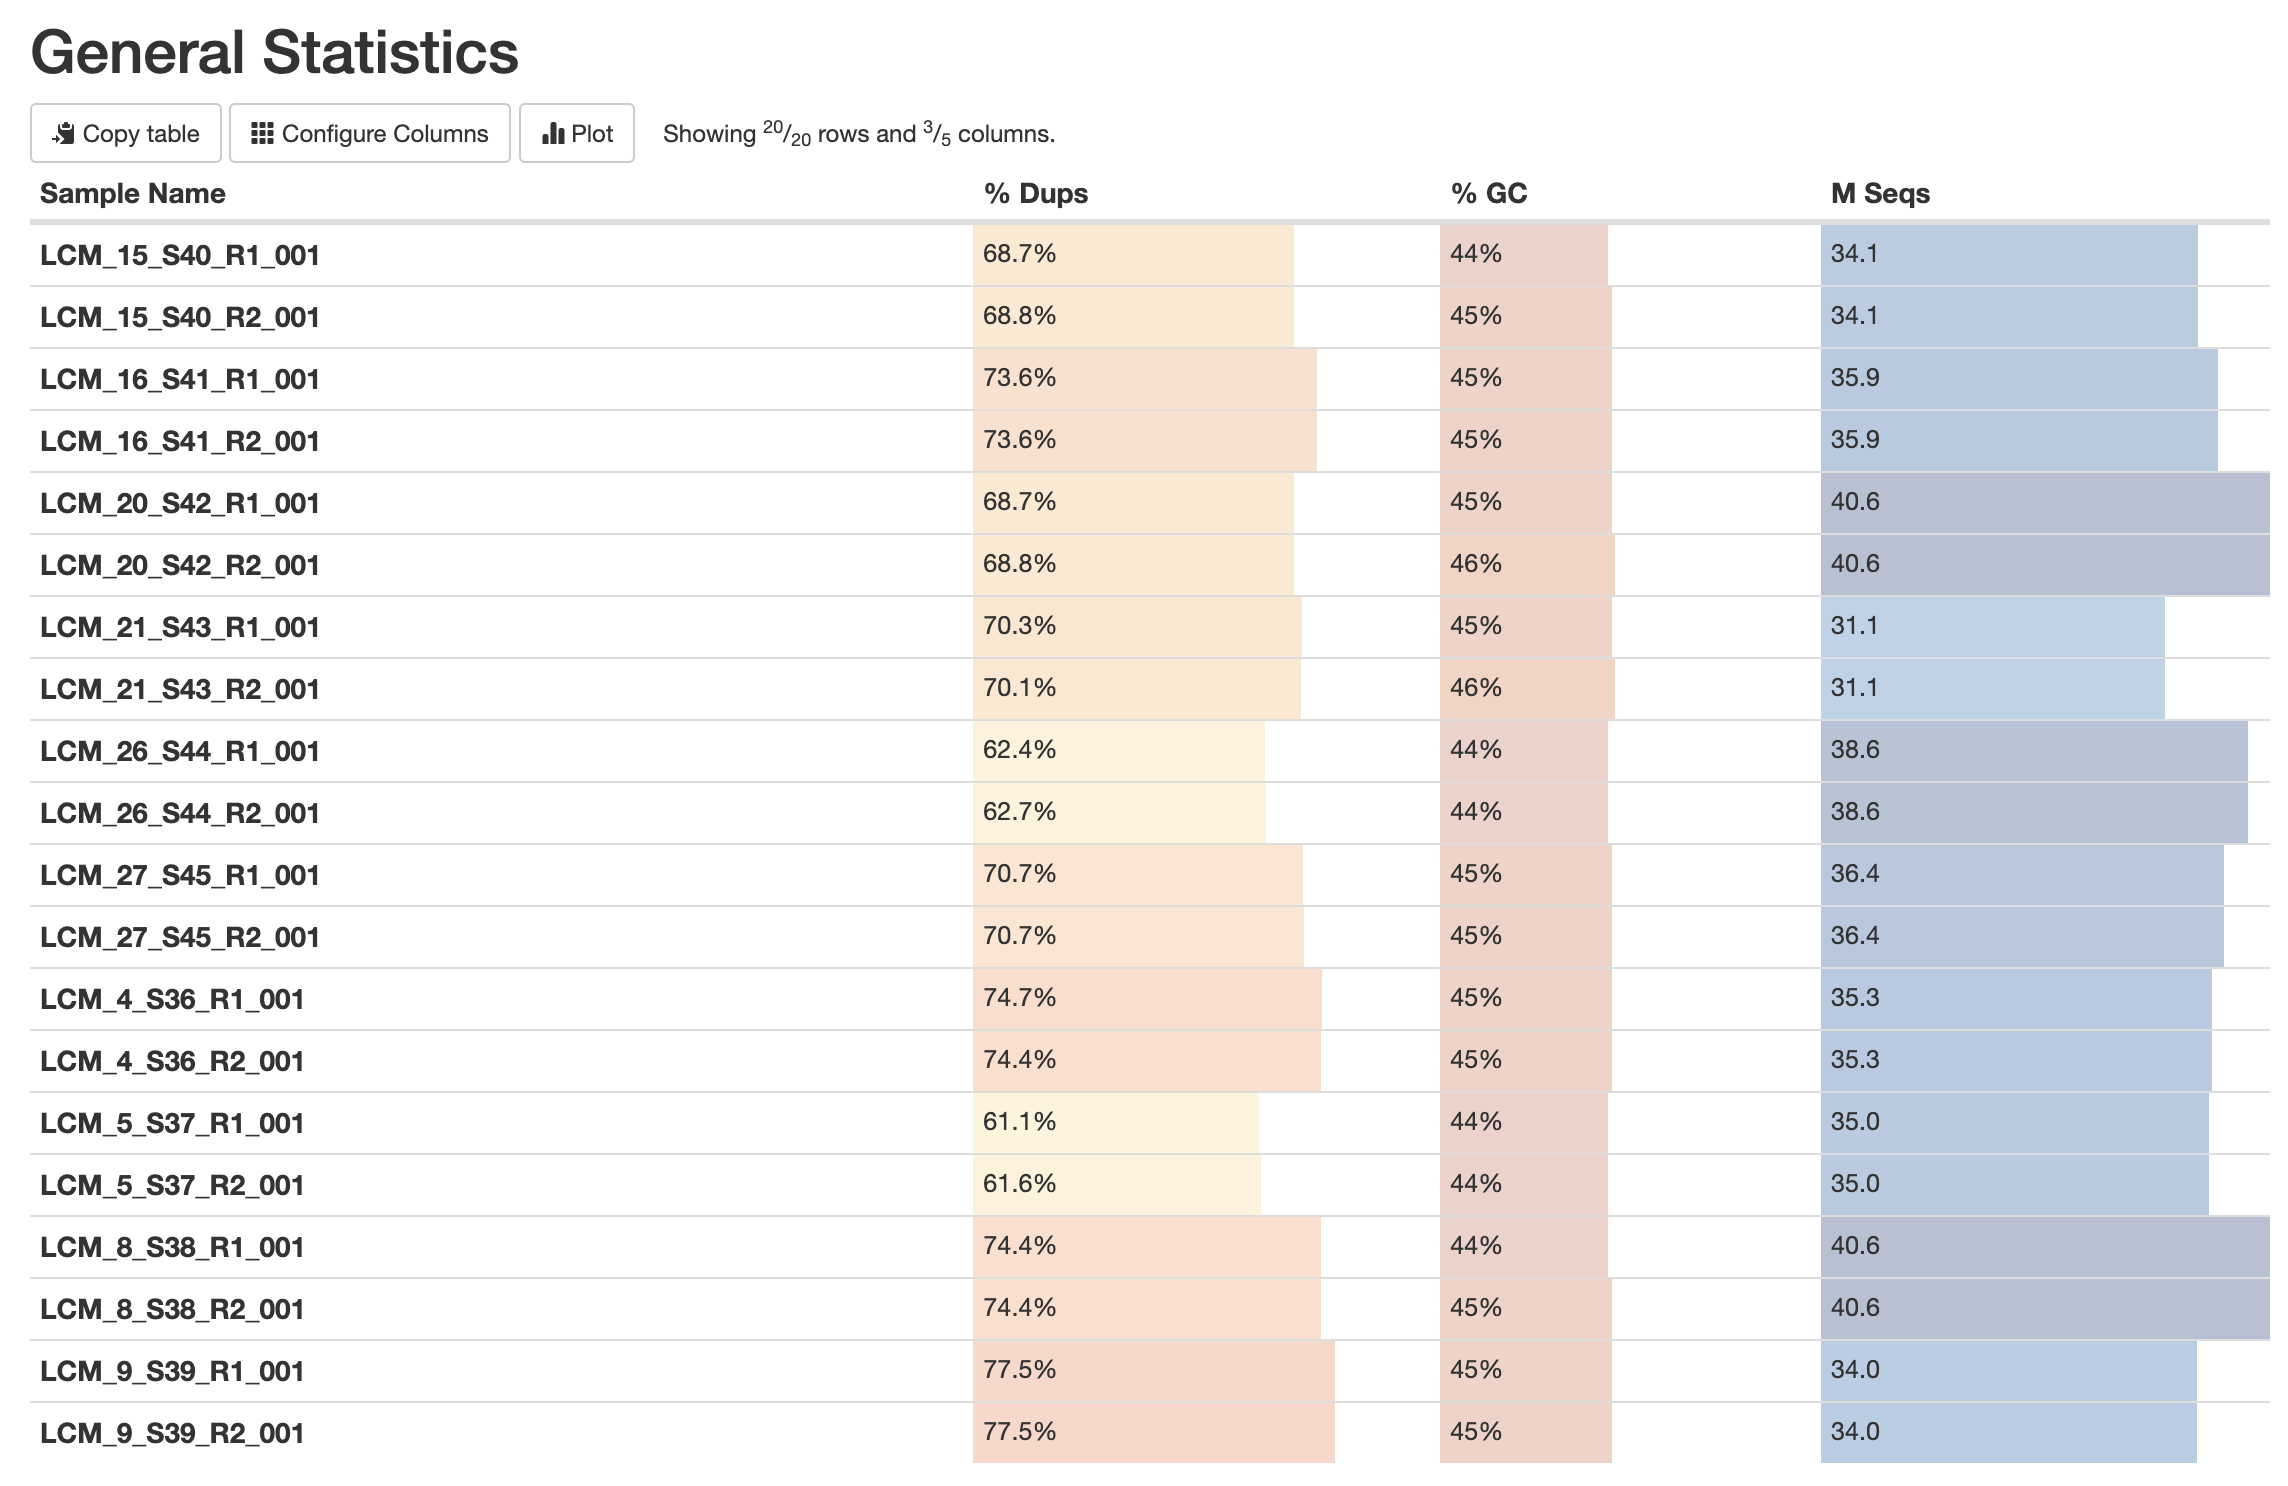 General Statistics
Copy table Configure Columns Plot Showing 20/20 rows and 3/5 columns.
Sample Name % Dups % GC M Seqs
LCM_15_S40_R1_001 68.7% 44% 34.1
LCM_15_S40_R2_001 68.8% 45% 34.1
LCM_16_S41_R1_001 73.6% 45% 35.9
LCM_16_S41_R2_001 73.6% 45% 35.9
LCM_20_S42_R1_001 68.7% 45% 40.6
LCM_20_S42_R2_001 68.8% 46% 40.6
LCM_21_S43_R1_001 70.3% 45% 31.1
LCM_21_S43_R2_001 70.1% 46% 31.1
LCM_26_S44_R1_001 62.4% 44% 38.6
LCM_26_S44_R2_001 62.7% 44% 38.6
LCM_27_S45_R1_001 70.7% 45% 36.4
LCM_27_S45_R2_001 70.7% 45% 36.4
LCM_4_S36_R1_001 74.7% 45% 35.3
LCM_4_S36_R2_001 74.4% 45% 35.3
LCM_5_S37_R1_001 61.1% 44% 35.0
LCM_5_S37_R2_001 61.6% 44% 35.0
LCM_8_S38_R1_001 74.4% 44% 40.6
LCM_8_S38_R2_001 74.4% 45% 40.6
LCM_9_S39_R1_001 77.5% 45% 34.0
LCM_9_S39_R2_001 77.5% 45% 34.0